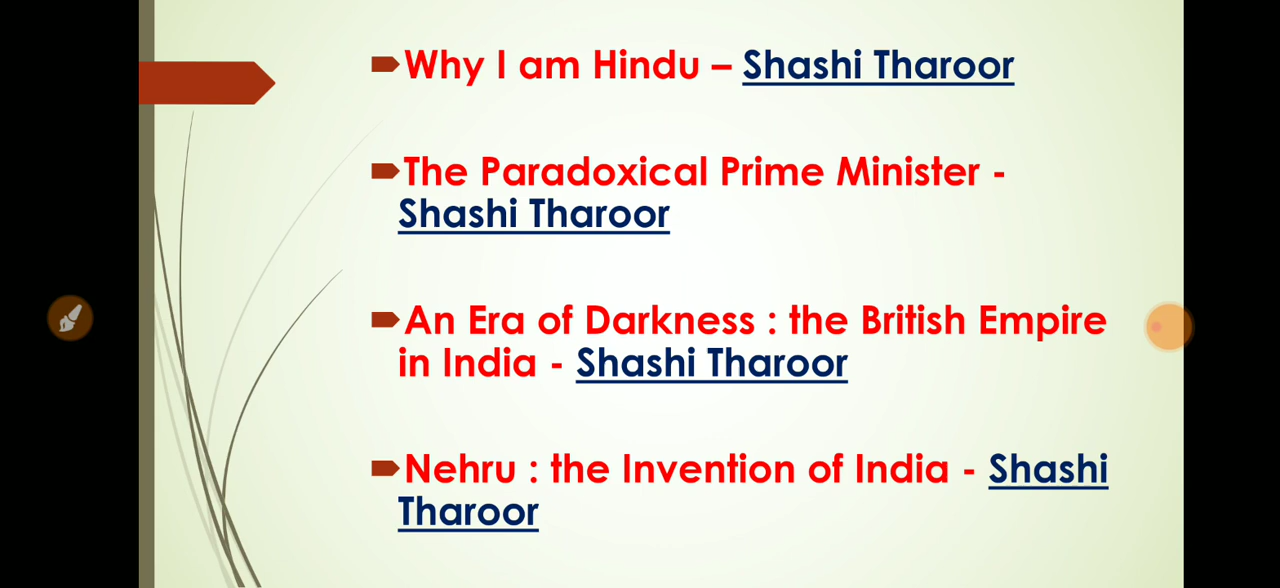 Why I am Hindu – Shashi Tharoor
The Paradoxical Prime Minister -
Shashi Tharoor
An Era of Darkness : the British Empire
in India - Shashi Tharoor
Nehru : the Invention of India - Shashi
Tharoor